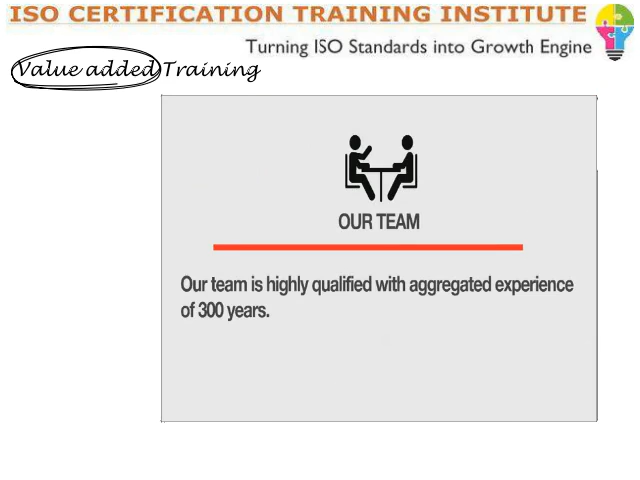 ISO CERTIFICATION TRAINING INSTITUTE
Turning ISO Standards into Growth Engine
Value added Training
OUR TEAM
Our team is highly qualified with aggregated experience
of 300 years.